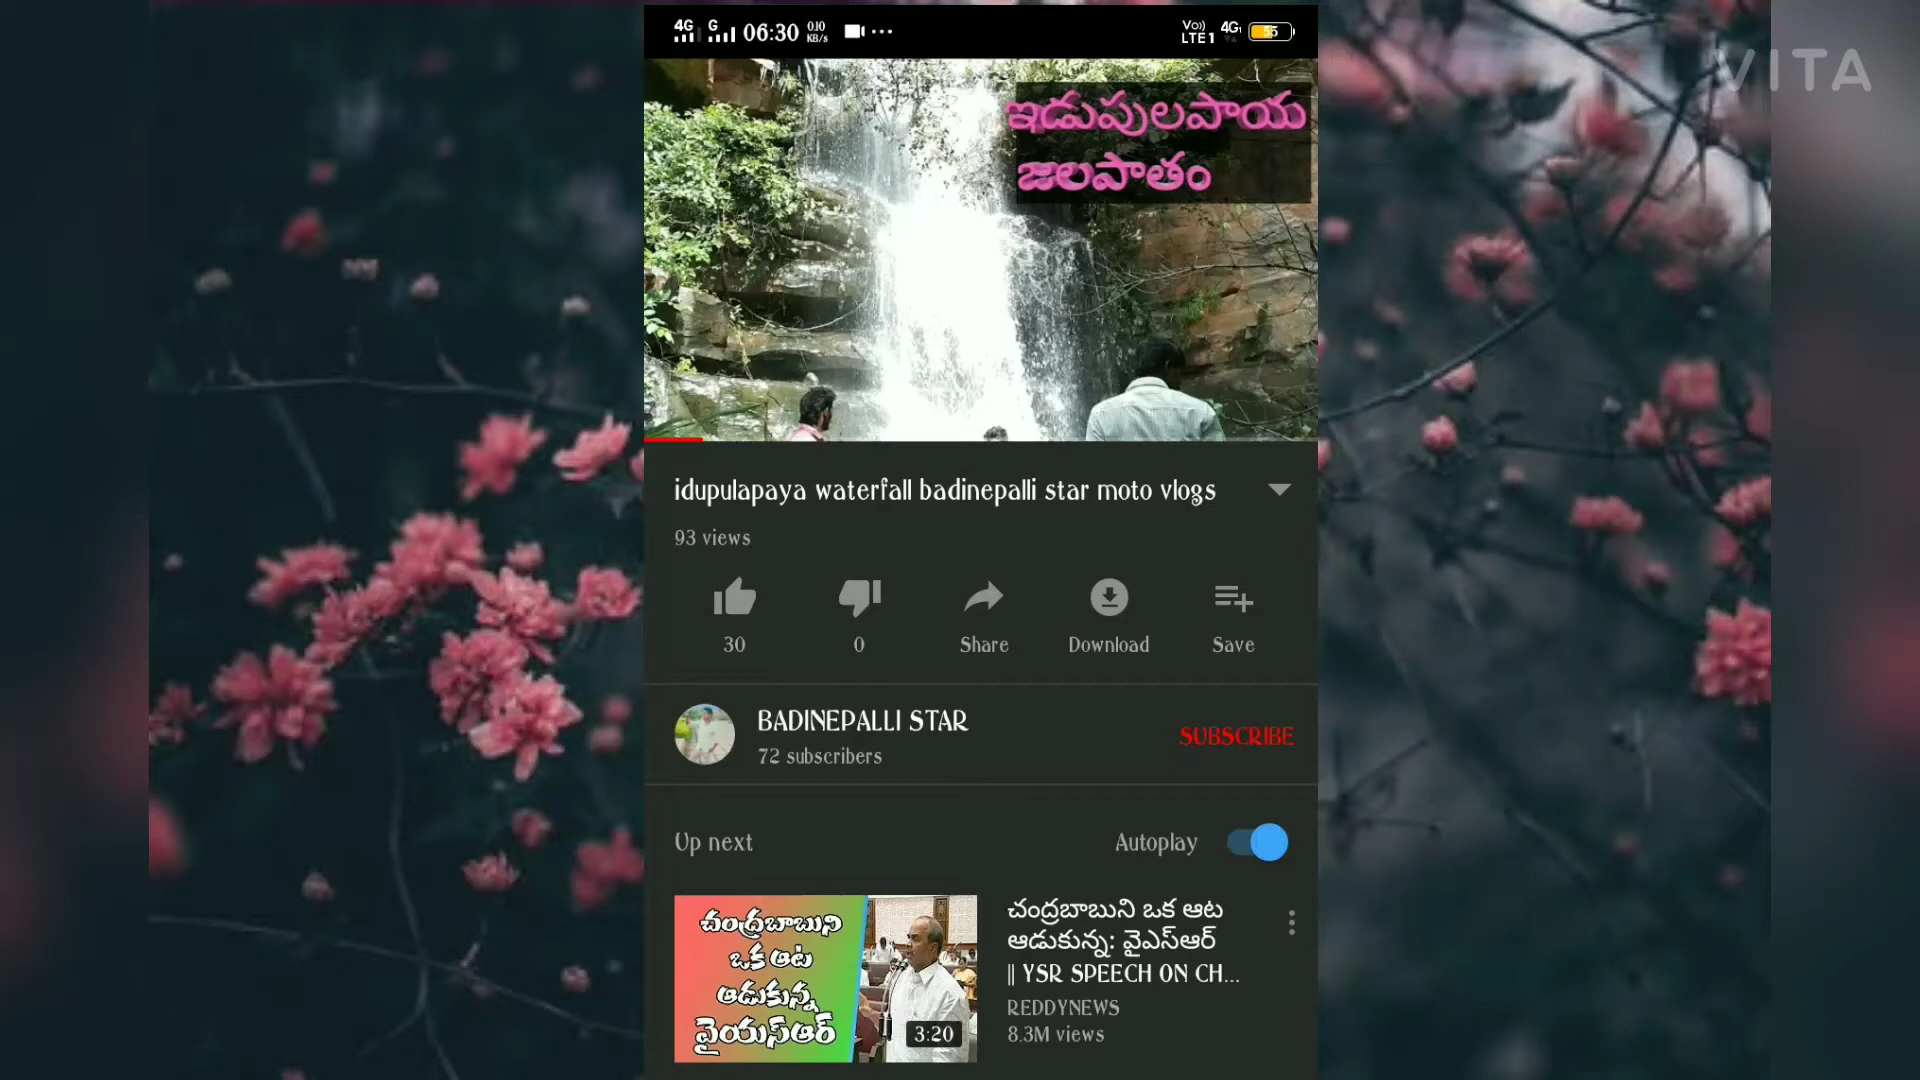 4G G 06:30 0.10 KB/s ... Vo)) LTE1 4G 55
VITA
ఇడుపులపాయ
జలపాతం
idupulapaya waterfall badinepalli star moto vlogs
93 views
30 0 Share Download Save
BADINEPALLI STAR
72 subscribers
SUBSCRIBE
Up next Autoplay
చంద్రబాబుని
ఒక ఆట
ఆడుకున్న
వైయస్ఆర్
3:20
చంద్రబాబుని ఒక ఆట
ఆడుకున్న: వైఎస్ఆర్
|| YSR SPEECH ON CH...
REDDYNEWS
8.3M views